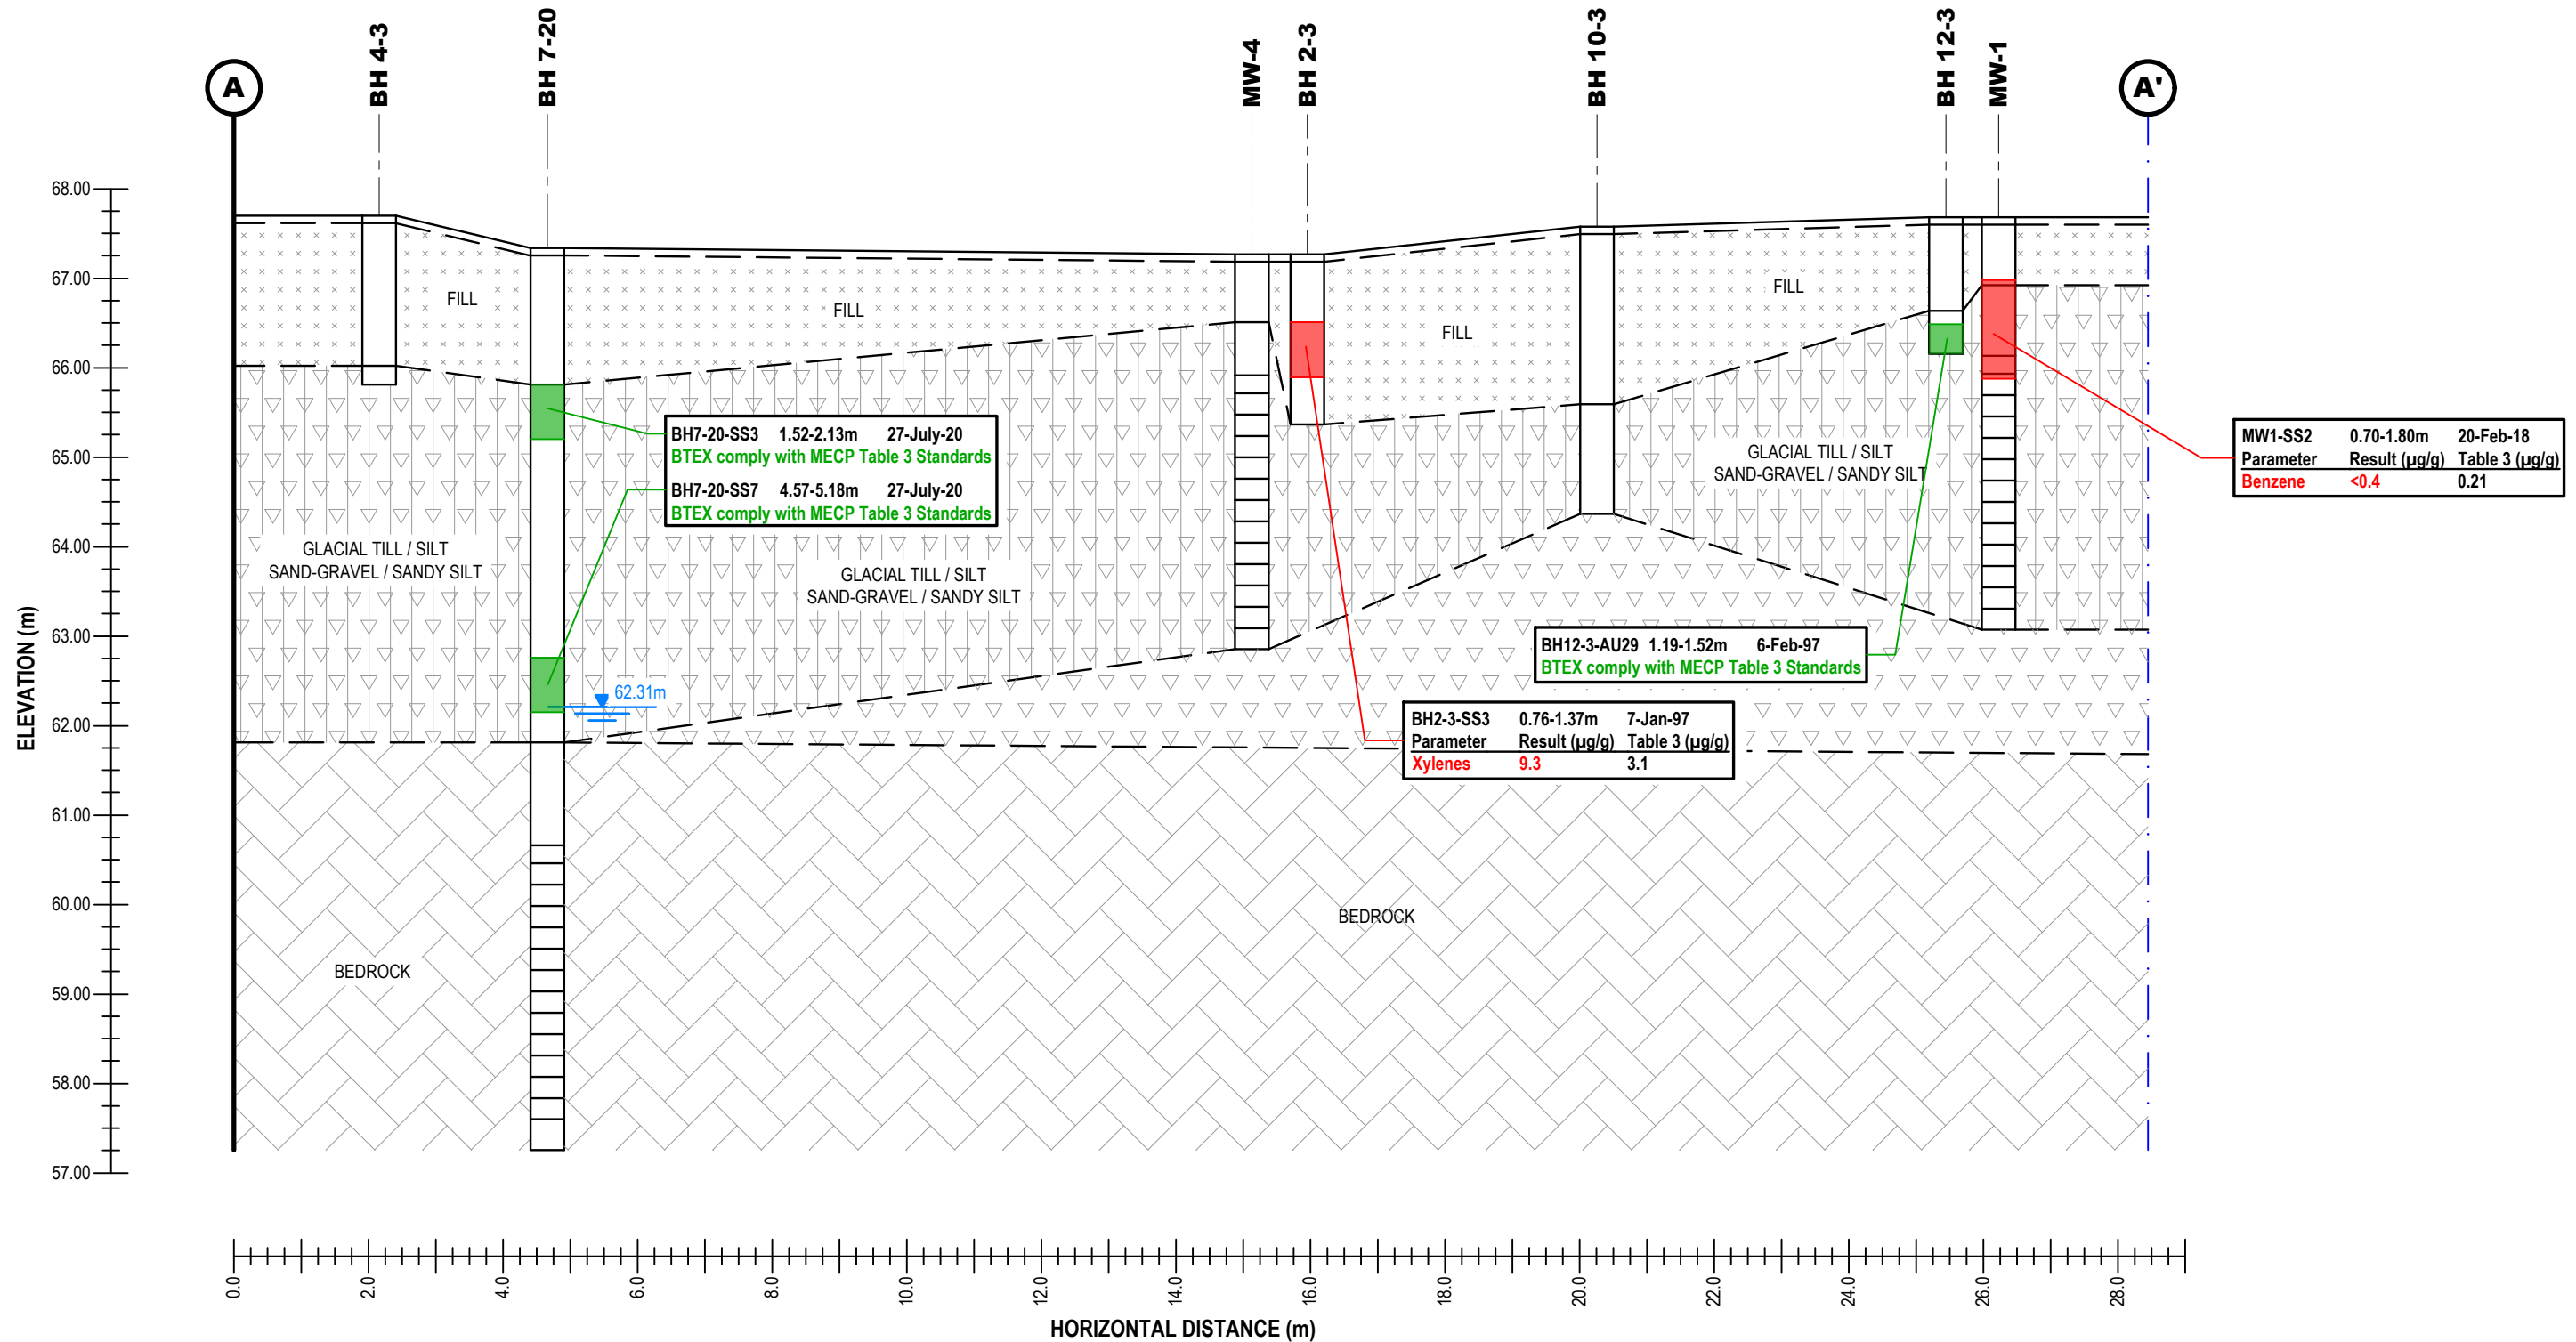 A
BH 4-3
BH 7-20
MW-4
BH 2-3
BH 10-3
BH 12-3
MW-1
A'
68.00
67.00
66.00
65.00
64.00
63.00
62.00
61.00
60.00
59.00
58.00
57.00
ELEVATION (m)
FILL
FILL
FILL
FILL
BH7-20-SS3 1.52-2.13m 27-July-20
BTEX comply with MECP Table 3 Standards
BH7-20-SS7 4.57-5.18m 27-July-20
BTEX comply with MECP Table 3 Standards
MW1-SS2 0.70-1.80m 20-Feb-18
Parameter Result (µg/g) Table 3 (µg/g)
Benzene <0.4 0.21
GLACIAL TILL / SILT
SAND-GRAVEL / SANDY SILT
GLACIAL TILL / SILT
SAND-GRAVEL / SANDY SILT
GLACIAL TILL / SILT
SAND-GRAVEL / SANDY SILT
62.31m
BH12-3-AU29 1.19-1.52m 6-Feb-97
BTEX comply with MECP Table 3 Standards
BH2-3-SS3 0.76-1.37m 7-Jan-97
Parameter Result (µg/g) Table 3 (µg/g)
Xylenes 9.3 3.1
BEDROCK
BEDROCK
0.0
2.0
4.0
6.0
8.0
10.0
12.0
14.0
16.0
18.0
20.0
22.0
24.0
26.0
28.0
HORIZONTAL DISTANCE (m)